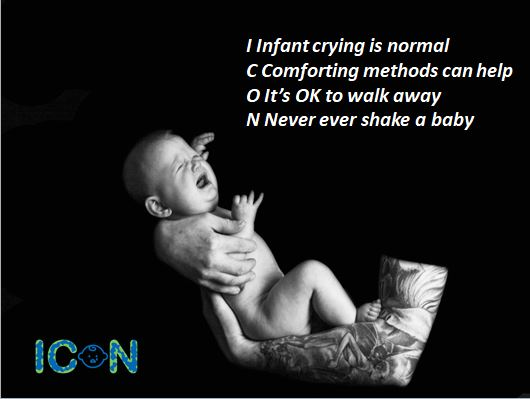 I Infant crying is normal
C Comforting methods can help
O It's OK to walk away
N Never ever shake a baby
ICON